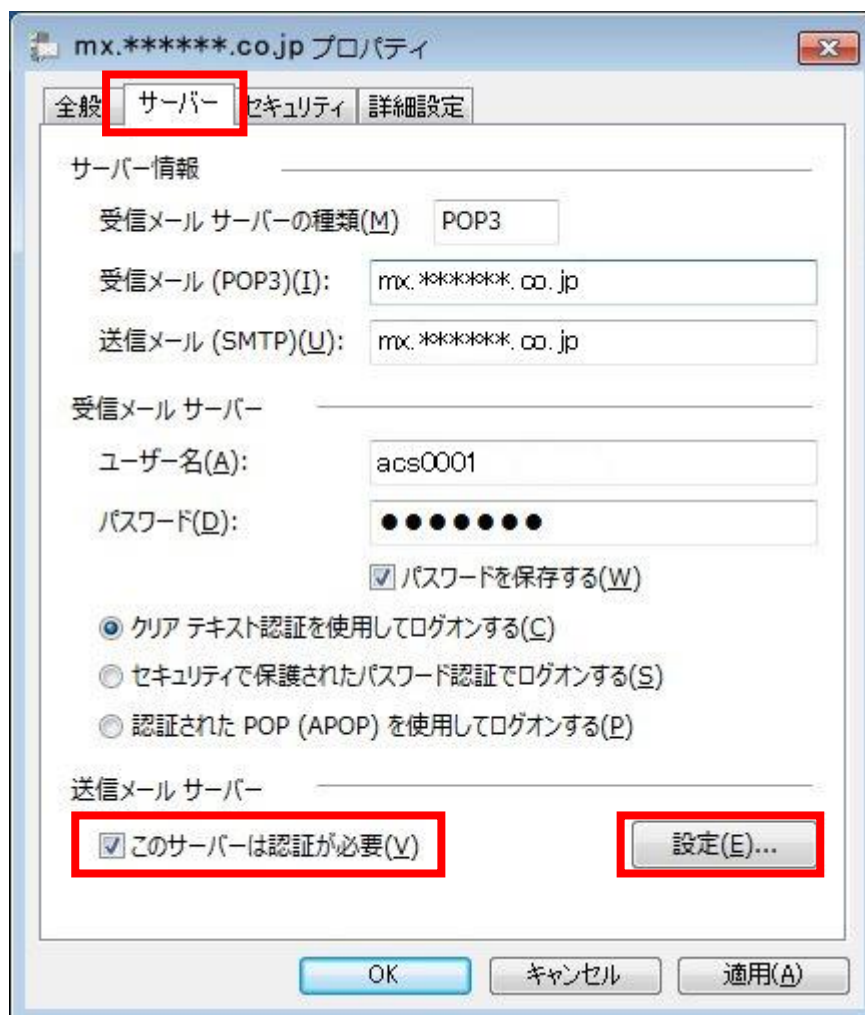 mx.******.co.jp プロパティ
全般 サーバー セキュリティ 詳細設定
サーバー情報
受信メール サーバーの種類(M) POP3
受信メール (POP3)(I): mx.******.co.jp
送信メール (SMTP)(U): mx.******.co.jp
受信メール サーバー
ユーザー名(A): acs0001
パスワード(D): ●●●●●●●
パスワードを保存する(W)
クリア テキスト認証を使用してログオンする(C)
セキュリティで保護されたパスワード認証でログオンする(S)
認証された POP (APOP) を使用してログオンする(P)
送信メール サーバー
このサーバーは認証が必要(V) 設定(E)...
OK キャンセル 適用(A)